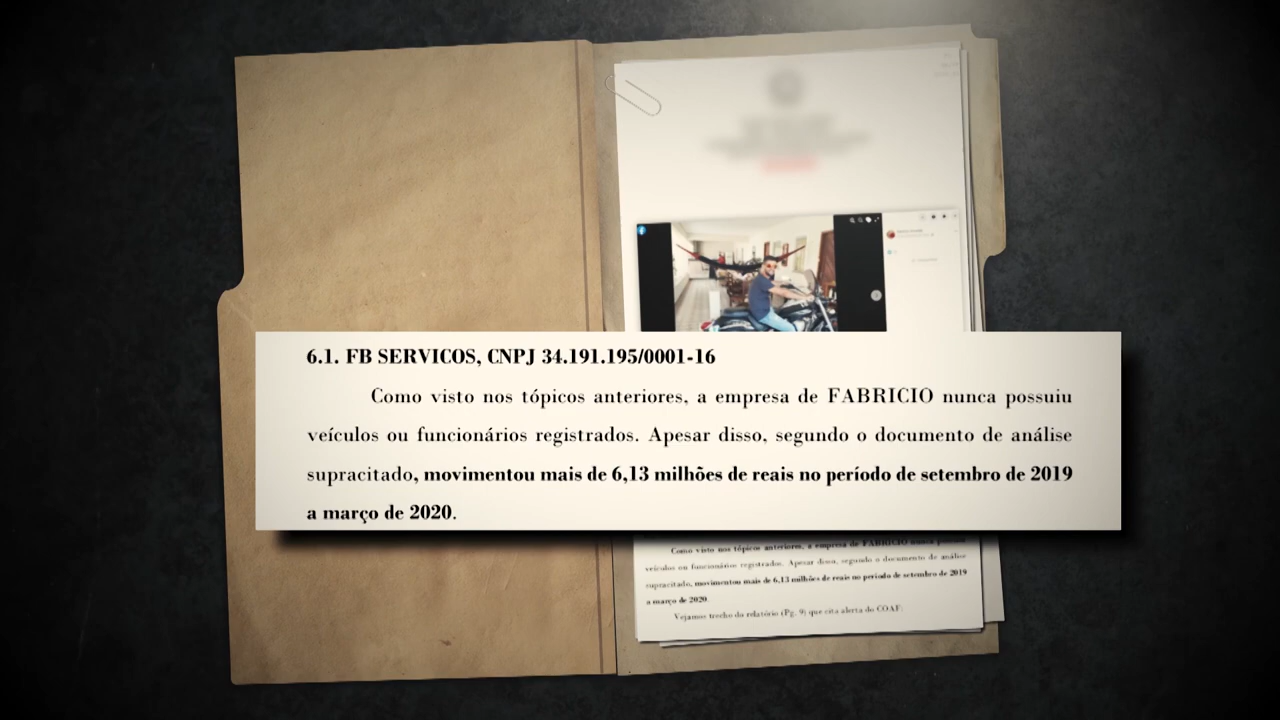 6.1. FB SERVICOS, CNPJ 34.191.195/0001-16
Como visto nos tópicos anteriores, a empresa de FABRICIO nunca possuiu
veículos ou funcionários registrados. Apesar disso, segundo o documento de análise
supracitado, movimentou mais de 6,13 milhões de reais no período de setembro de 2019
a março de 2020.
Como visto nos tópicos anteriores, a empresa de FABRICIO nunca possuiu
veículos ou funcionários registrados. Apesar disso, segundo o documento de análise
supracitado, movimentou mais de 6,13 milhões de reais no período de setembro de 2019
a março de 2020.
Vejamos trecho do relatório (Pg. 9) que cita alerta do COAF: